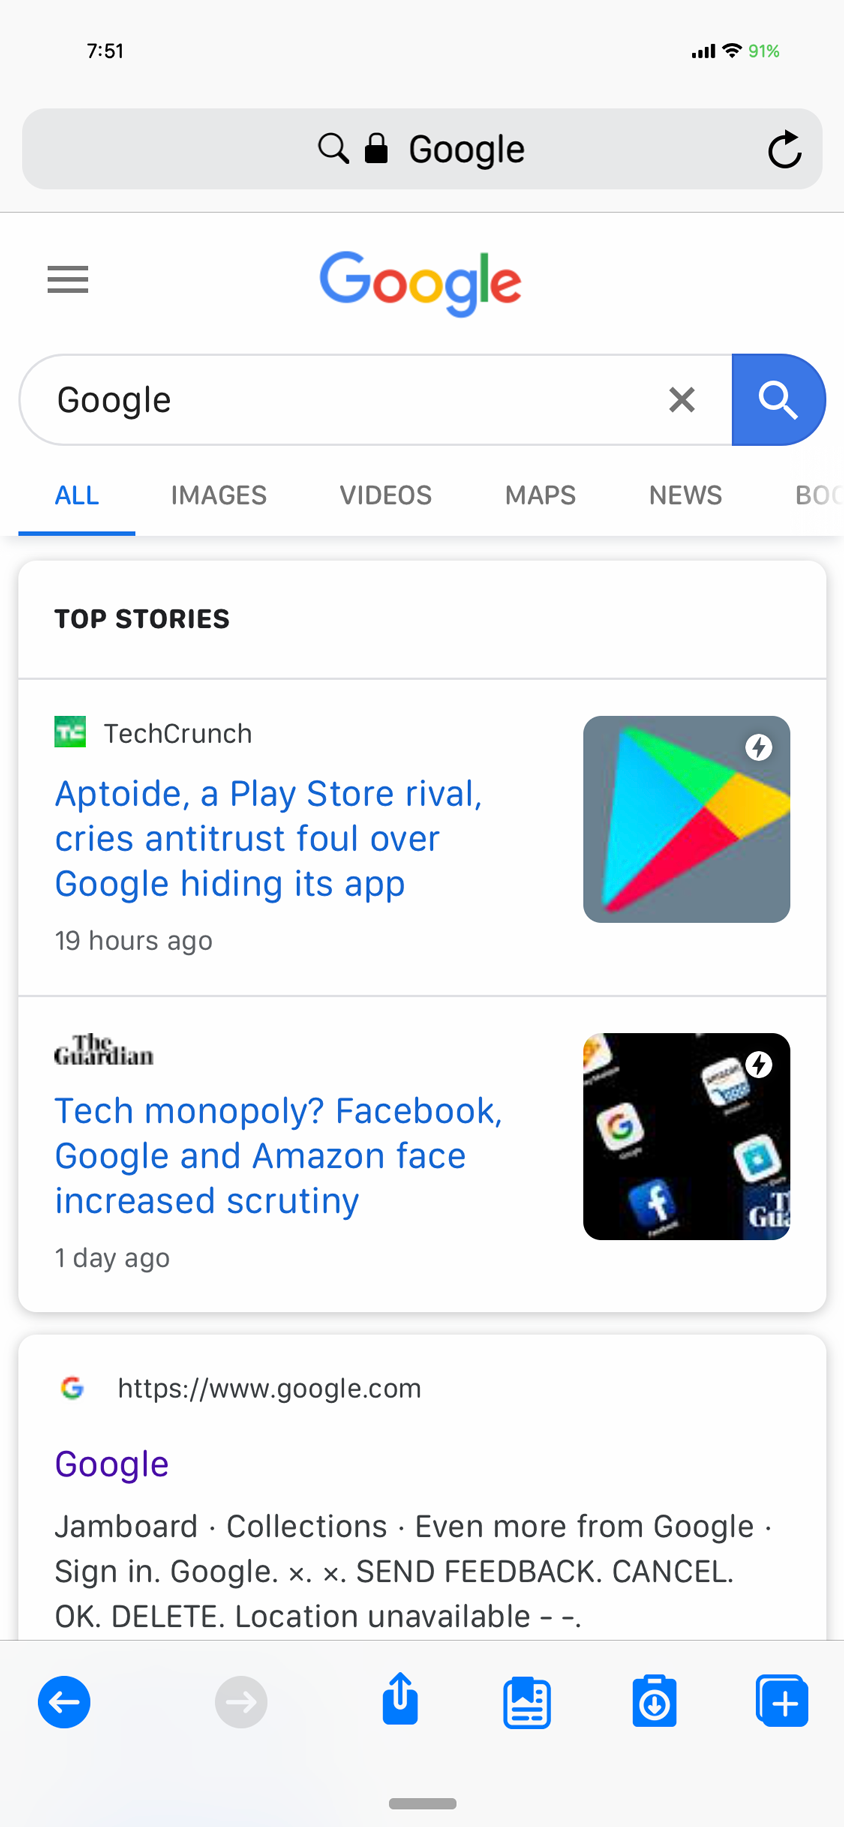 7:51
91%
Google
Google
Google
ALL IMAGES VIDEOS MAPS NEWS BOO
TOP STORIES
TC TechCrunch
Aptoide, a Play Store rival,
cries antitrust foul over
Google hiding its app
19 hours ago
The
Guardian
Tech monopoly? Facebook,
Google and Amazon face
increased scrutiny
1 day ago
https://www.google.com
Google
Jamboard · Collections · Even more from Google ·
Sign in. Google. ×. ×. SEND FEEDBACK. CANCEL.
OK. DELETE. Location unavailable - -.